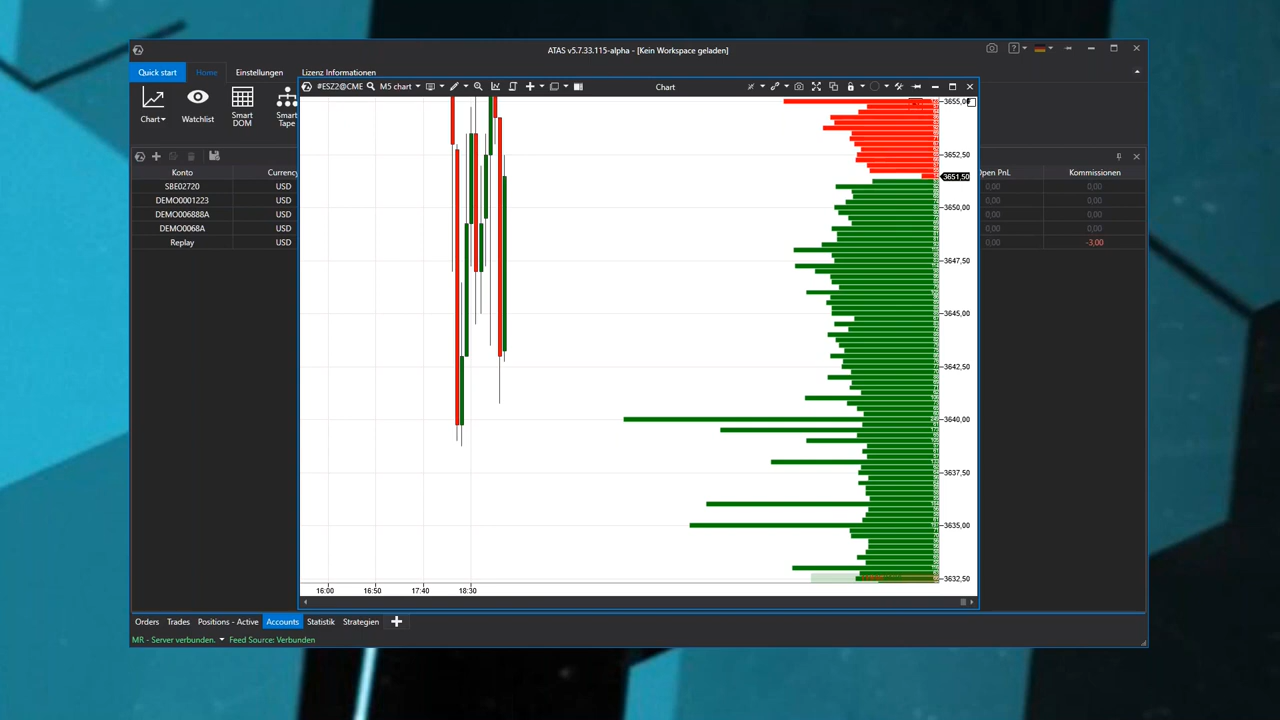 ATAS v5.7.33.115-alpha - [Kein Workspace geladen]
Quick start Home Einstellungen Lizenz Informationen
#ESZ2@CME M5 chart Chart
Chart Watchlist Smart DOM Smart Tape
Konto Currency Open PnL Kommissionen
SBE02720 USD 0,00 0,00
DEMO0001223 USD 0,00 0,00
DEMO006888A USD 0,00 0,00
DEMO0068A USD 0,00 0,00
Replay USD 0,00 -3,00
3655,00
3652,50
3651,50
3650,00
3647,50
3645,00
3642,50
3640,00
3637,50
3635,00
3632,50
16:00 16:50 17:40 18:30
Orders Trades Positions - Active Accounts Statistik Strategien
MR - Server verbunden. Feed Source: Verbunden